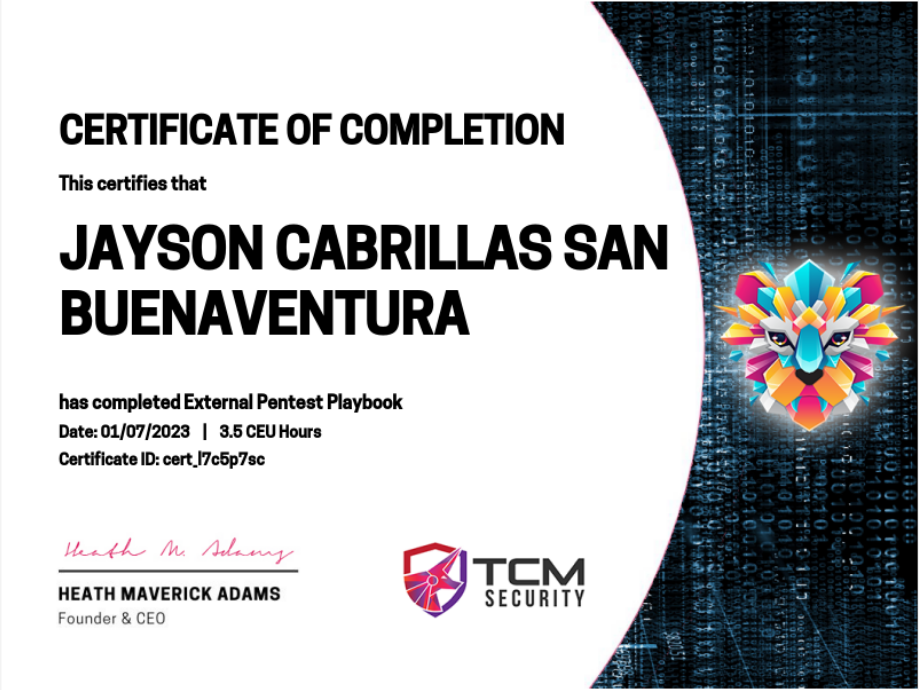 CERTIFICATE OF COMPLETION
This certifies that
JAYSON CABRILLAS SAN
BUENAVENTURA
has completed External Pentest Playbook
Date: 01/07/2023 | 3.5 CEU Hours
Certificate ID: cert_l7c5p7sc
Heath M. Adams
HEATH MAVERICK ADAMS
Founder & CEO
TCM
SECURITY